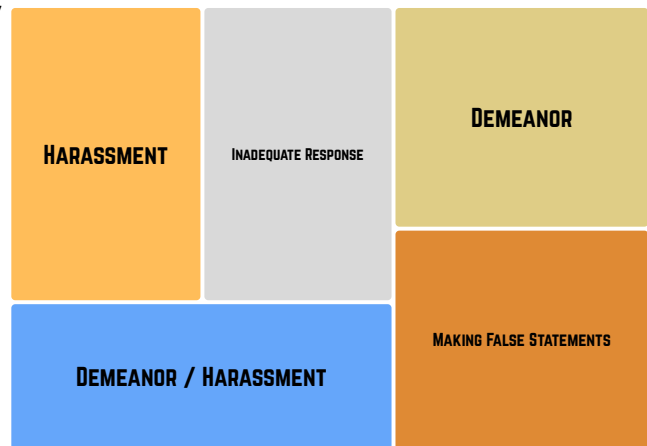 HARASSMENT
INADEQUATE RESPONSE
DEMEANOR
MAKING FALSE STATEMENTS
DEMEANOR / HARASSMENT